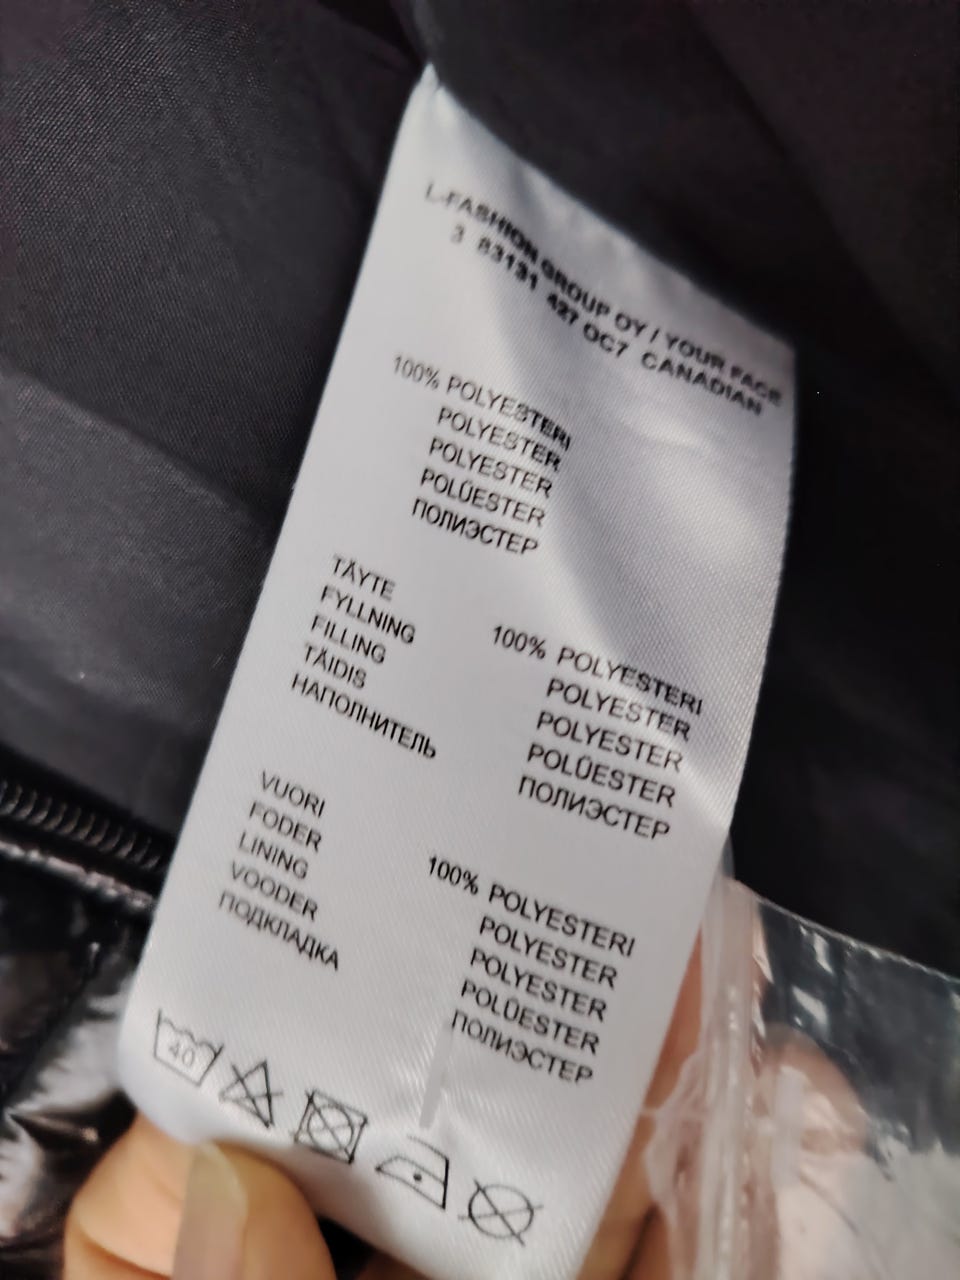 L-FASHION GROUP OY / YOUR FACE
3 83131 427 OC7 CANADIAN
100% POLYESTERI
POLYESTER
POLYESTER
POLÜESTER
ПОЛИЭСТЕР
TÄYTE
FYLLNING
FILLING
TÄIDIS
НАПОЛНИТЕЛЬ
100% POLYESTERI
POLYESTER
POLYESTER
POLÜESTER
ПОЛИЭСТЕР
VUORI
FODER
LINING
VOODER
ПОДКЛАДКА
100% POLYESTERI
POLYESTER
POLYESTER
POLÜESTER
ПОЛИЭСТЕР
40